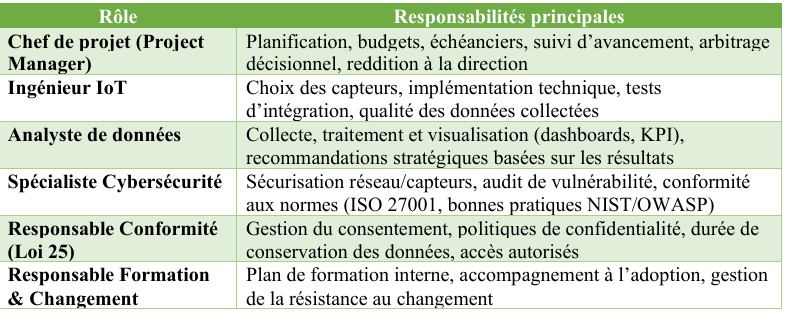 Rôle Responsabilités principales
Chef de projet (Project Planification, budgets, échéanciers, suivi d’avancement, arbitrage
Manager) décisionnel, reddition à la direction
Ingénieur IoT Choix des capteurs, implémentation technique, tests
d’intégration, qualité des données collectées
Analyste de données Collecte, traitement et visualisation (dashboards, KPI),
recommandations stratégiques basées sur les résultats
Spécialiste Cybersécurité Sécurisation réseau/capteurs, audit de vulnérabilité, conformité
aux normes (ISO 27001, bonnes pratiques NIST/OWASP)
Responsable Conformité Gestion du consentement, politiques de confidentialité, durée de
(Loi 25) conservation des données, accès autorisés
Responsable Formation Plan de formation interne, accompagnement à l’adoption, gestion
& Changement de la résistance au changement